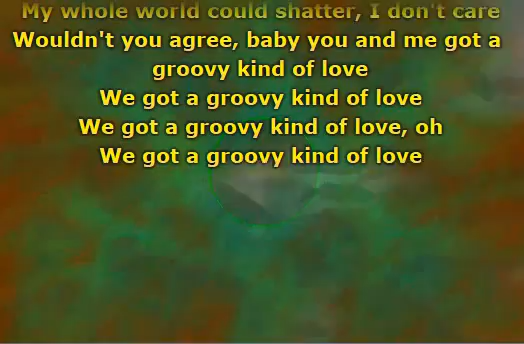 My whole world could shatter, I don't care
Wouldn't you agree, baby you and me got a
groovy kind of love
We got a groovy kind of love
We got a groovy kind of love, oh
We got a groovy kind of love